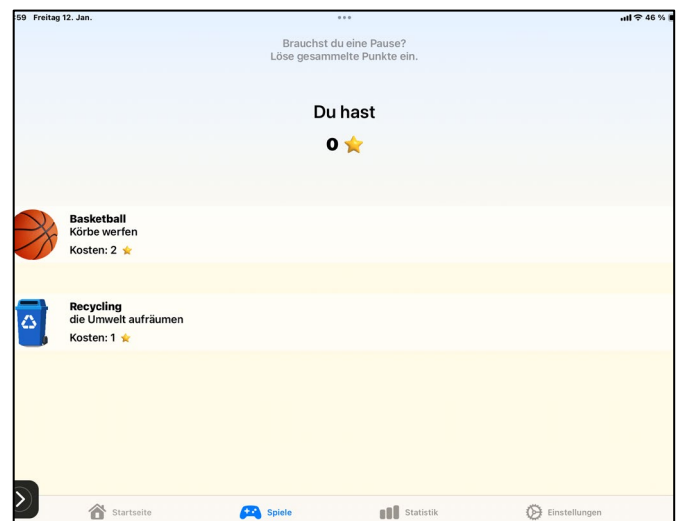 :59 Freitag 12. Jan.
46 %
Brauchst du eine Pause?
Löse gesammelte Punkte ein.
Du hast
0
Basketball
Körbe werfen
Kosten: 2
Recycling
die Umwelt aufräumen
Kosten: 1
Startseite
Spiele
Statistik
Einstellungen